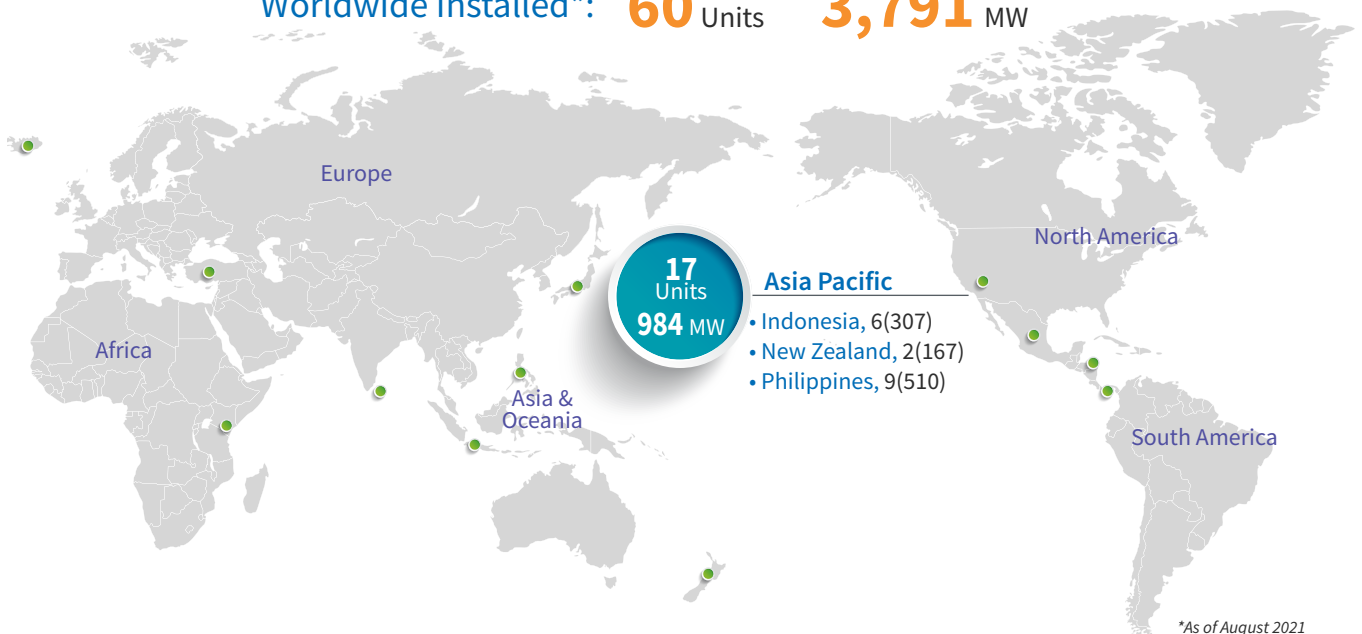 Worldwide Installed*: 60 Units 3,791 MW
Europe
North America
17
Units
984 MW
Asia Pacific
• Indonesia, 6(307)
• New Zealand, 2(167)
• Philippines, 9(510)
Africa
Asia &
Oceania
South America
*As of August 2021